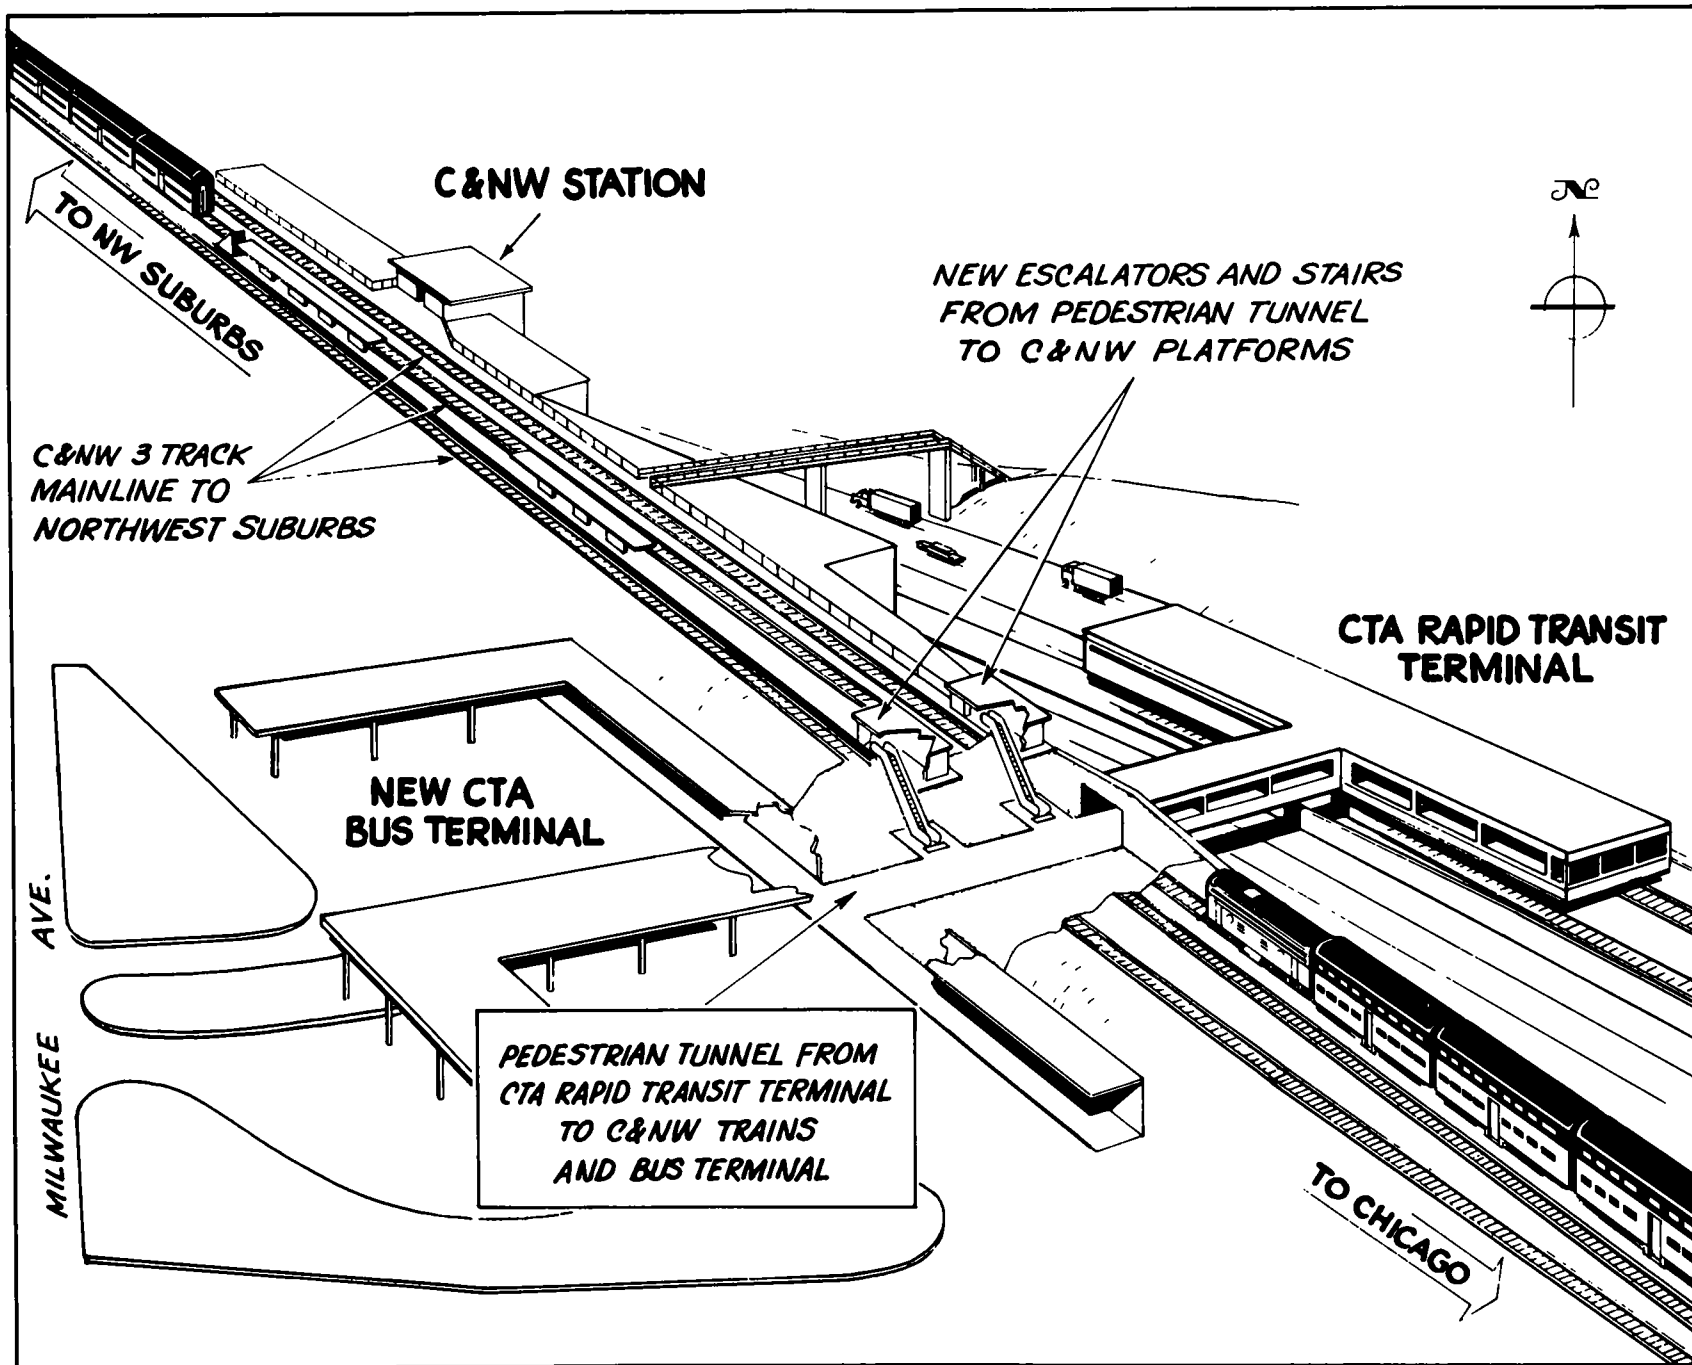 C&NW STATION
N
TO NW SUBURBS
NEW ESCALATORS AND STAIRS
FROM PEDESTRIAN TUNNEL
TO C&NW PLATFORMS
C&NW 3 TRACK
MAINLINE TO
NORTHWEST SUBURBS
CTA RAPID TRANSIT
TERMINAL
NEW CTA
BUS TERMINAL
MILWAUKEE AVE.
PEDESTRIAN TUNNEL FROM
CTA RAPID TRANSIT TERMINAL
TO C&NW TRAINS
AND BUS TERMINAL
TO CHICAGO